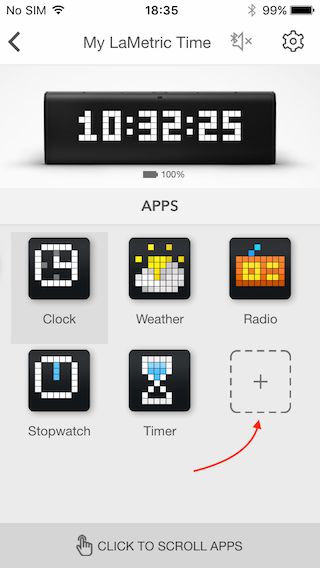 No SIM 18:35 99%
My LaMetric Time
10:32:25
100%
APPS
Clock Weather Radio
Stopwatch Timer
CLICK TO SCROLL APPS